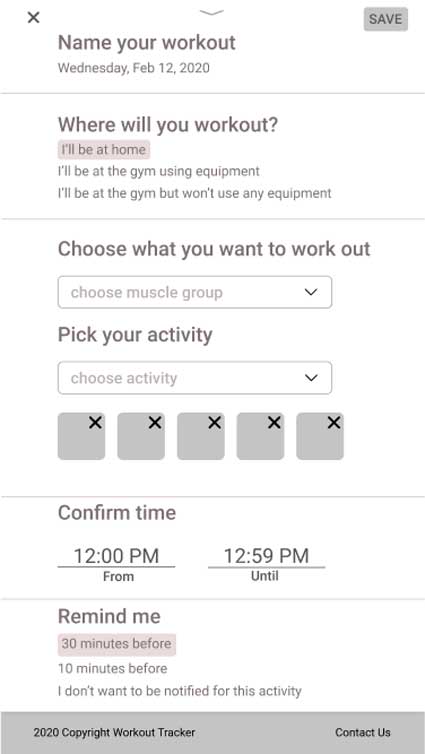 SAVE
Name your workout
Wednesday, Feb 12, 2020
Where will you workout?
I'll be at home
I'll be at the gym using equipment
I'll be at the gym but won't use any equipment
Choose what you want to work out
choose muscle group
Pick your activity
choose activity
Confirm time
12:00 PM 12:59 PM
From Until
Remind me
30 minutes before
10 minutes before
I don't want to be notified for this activity
2020 Copyright Workout Tracker Contact Us